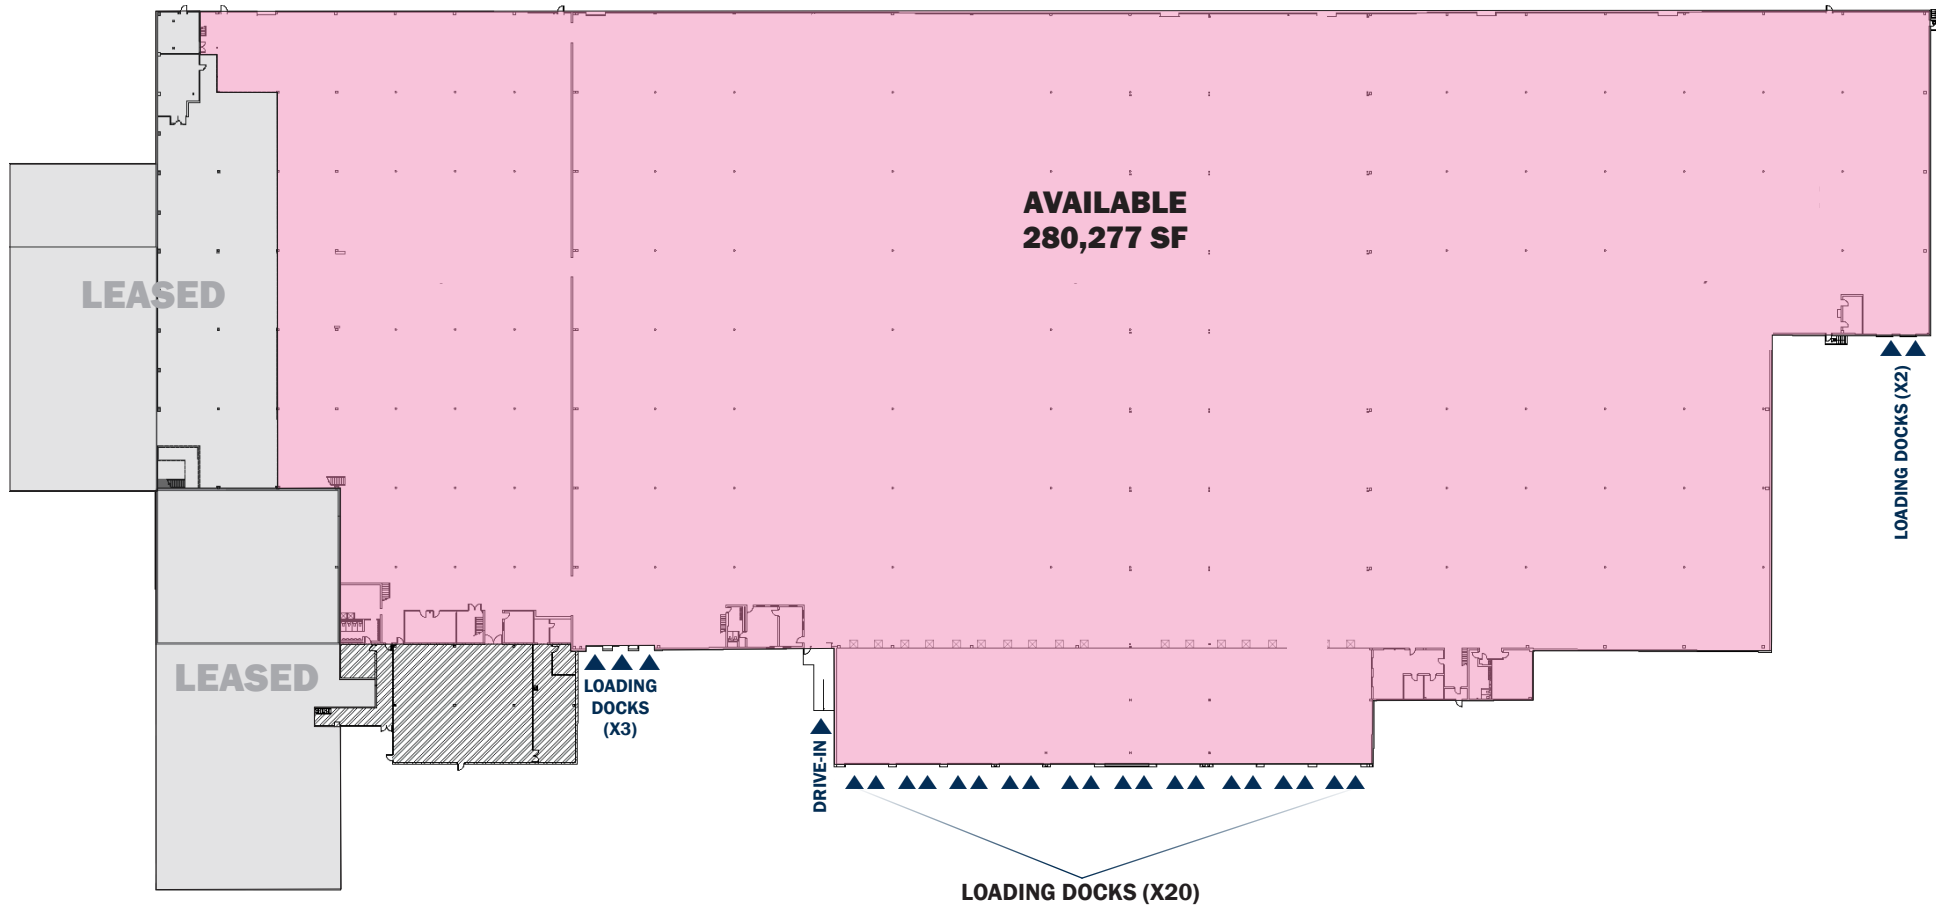 AVAILABLE
280,277 SF
LEASED
LOADING DOCKS (X2)
LEASED
LOADING
DOCKS
(X3)
DRIVE-IN
LOADING DOCKS (X20)